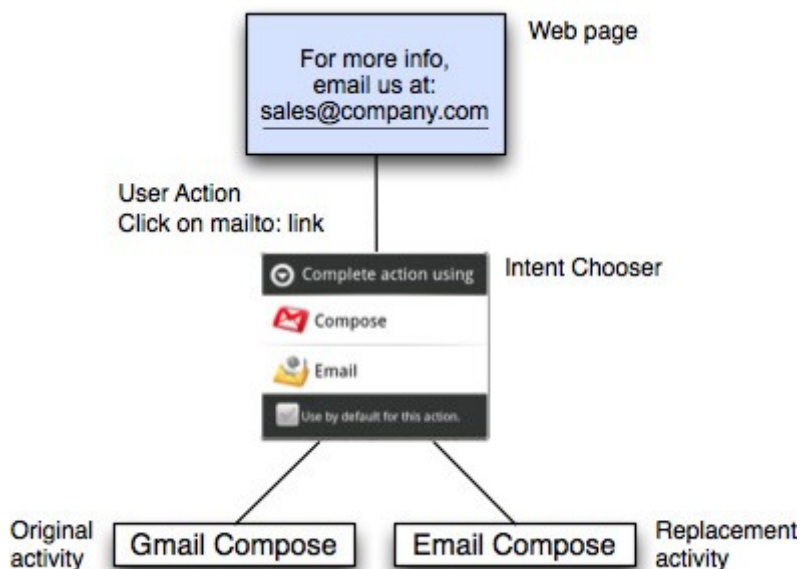 Web page
For more info,
email us at:
sales@company.com
User Action
Click on mailto: link
Intent Chooser
Complete action using
Compose
Email
Use by default for this action.
Original
activity
Gmail Compose
Email Compose
Replacement
activity